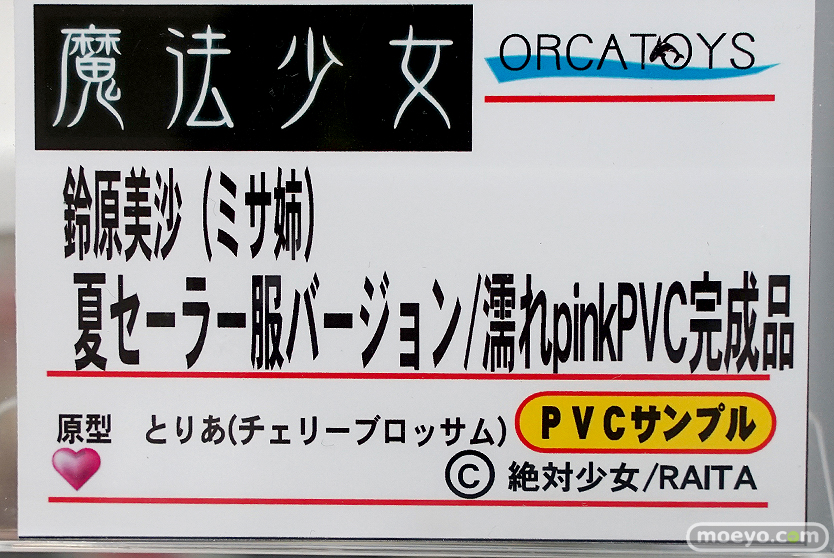 魔法少女
ORCATOYS
鈴原美沙（ミサ姉）
夏セーラー服バージョン/濡れpinkPVC完成品
原型　とりあ(チェリーブロッサム)
PVCサンプル
©絶対少女/RAITA
moeyo.com